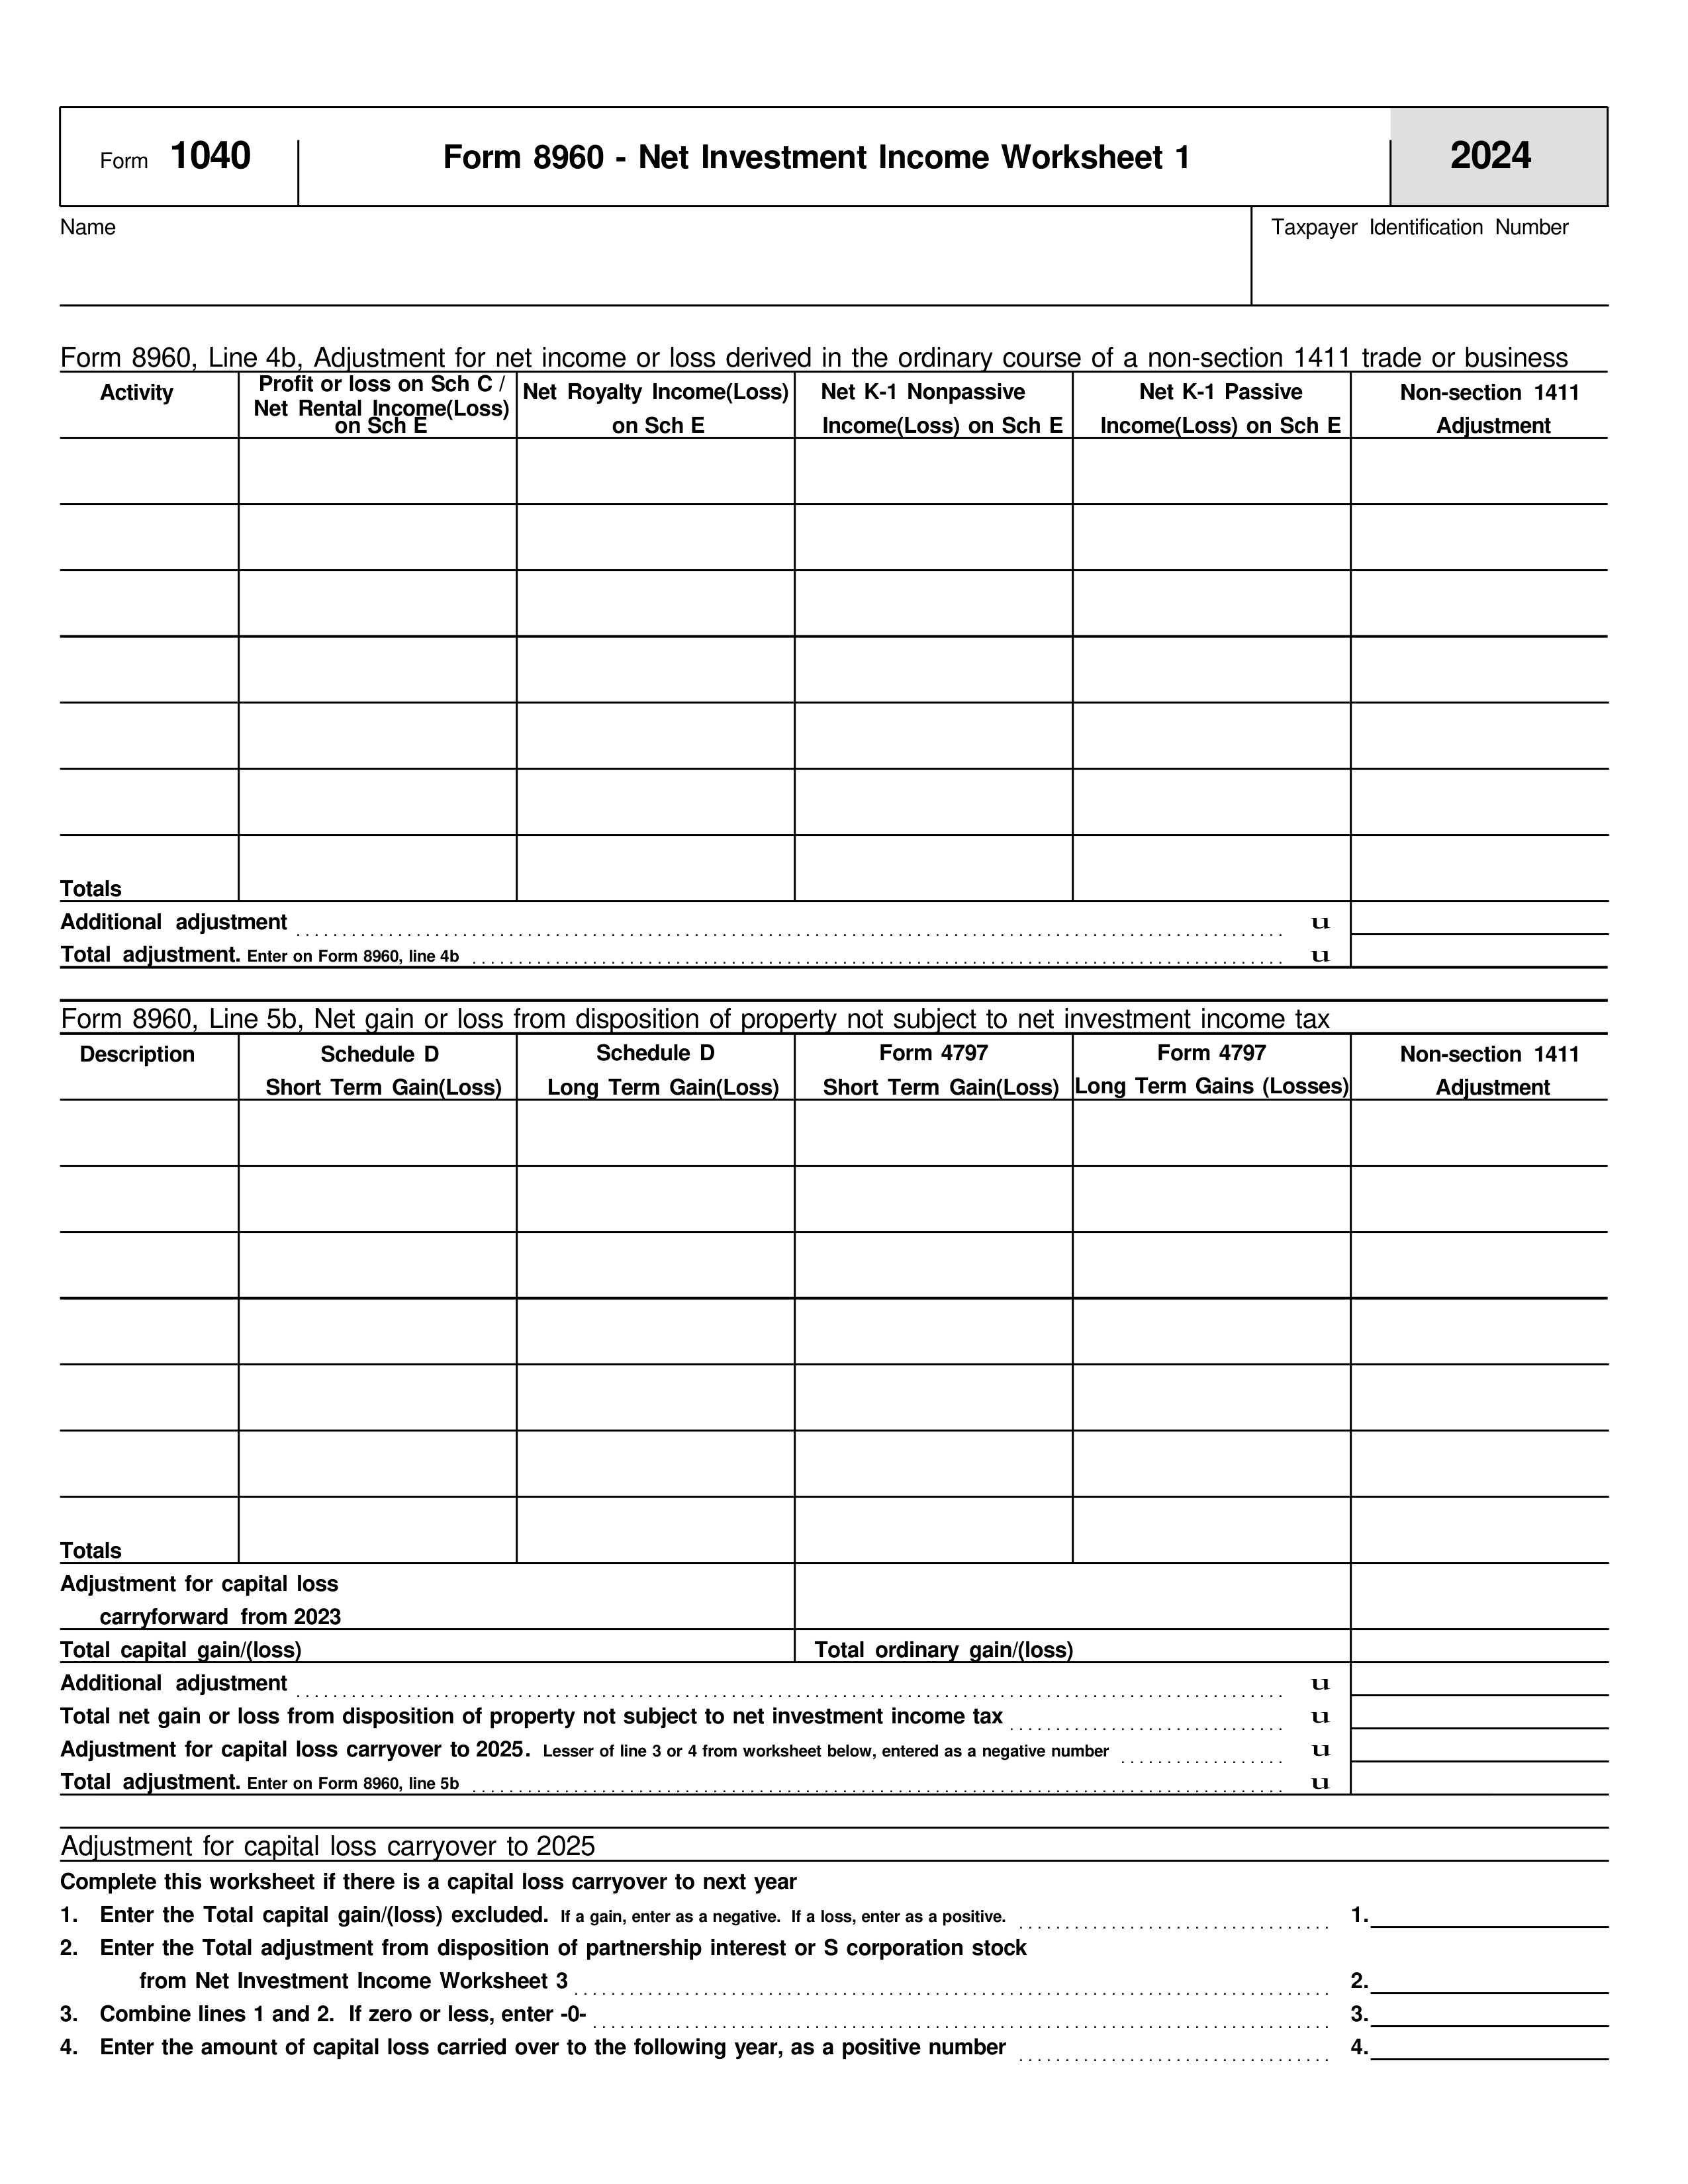 Form 1040
Form 8960 - Net Investment Income Worksheet 1
2024
Name
Taxpayer Identification Number
Form 8960, Line 4b, Adjustment for net income or loss derived in the ordinary course of a non-section 1411 trade or business
Activity
Profit or loss on Sch C /
Net Rental Income(Loss)
on Sch E
Net Royalty Income(Loss)
on Sch E
Net K-1 Nonpassive
Income(Loss) on Sch E
Net K-1 Passive
Income(Loss) on Sch E
Non-section 1411
Adjustment
Totals
Additional adjustment u
Total adjustment. Enter on Form 8960, line 4b u
Form 8960, Line 5b, Net gain or loss from disposition of property not subject to net investment income tax
Description
Schedule D
Short Term Gain(Loss)
Schedule D
Long Term Gain(Loss)
Form 4797
Short Term Gain(Loss)
Form 4797
Long Term Gains (Losses)
Non-section 1411
Adjustment
Totals
Adjustment for capital loss
carryforward from 2023
Total capital gain/(loss)
Total ordinary gain/(loss)
Additional adjustment u
Total net gain or loss from disposition of property not subject to net investment income tax u
Adjustment for capital loss carryover to 2025. Lesser of line 3 or 4 from worksheet below, entered as a negative number u
Total adjustment. Enter on Form 8960, line 5b u
Adjustment for capital loss carryover to 2025
Complete this worksheet if there is a capital loss carryover to next year
1. Enter the Total capital gain/(loss) excluded. If a gain, enter as a negative. If a loss, enter as a positive. 1.
2. Enter the Total adjustment from disposition of partnership interest or S corporation stock
from Net Investment Income Worksheet 3 2.
3. Combine lines 1 and 2. If zero or less, enter -0- 3.
4. Enter the amount of capital loss carried over to the following year, as a positive number 4.